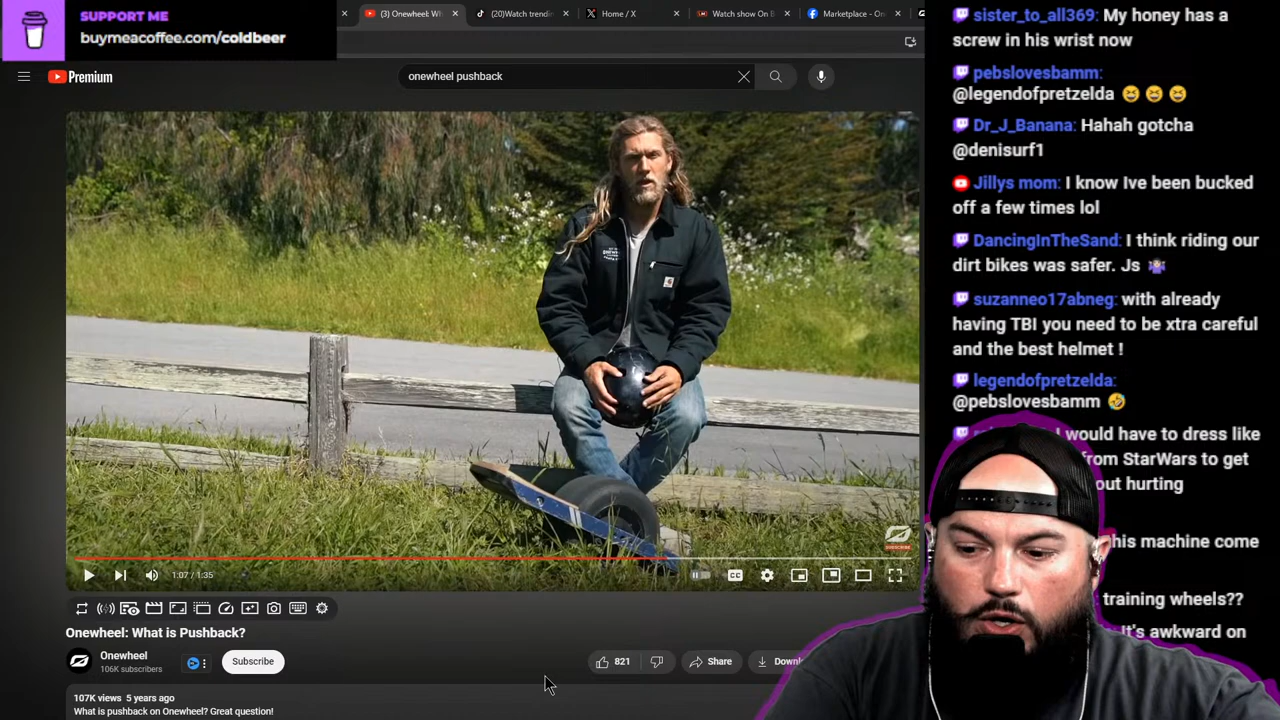 SUPPORT ME
buymeacoffee.com/coldbeer
(3) Onewheel: W
(20)Watch trendi
Home / X
Watch show On
Marketplace - On
Premium
onewheel pushback
SUBSCRIBE
1:07 / 1:35
CC
Onewheel: What is Pushback?
Onewheel
106K subscribers
Subscribe
821
Share
Downl
107K views 5 years ago
What is pushback on Onewheel? Great question!
sister_to_all369: My honey has a
screw in his wrist now
pebslovesbamm:
@legendofpretzelda 😆 😆 😆
Dr_J_Banana: Hahah gotcha
@denisurf1
Jillys mom: I know Ive been bucked
off a few times lol
DancingInTheSand: I think riding our
dirt bikes was safer. Js 🤷🏼‍♀️
suzanneo17abneg: with already
having TBI you need to be xtra careful
and the best helmet !
legendofpretzelda:
@pebslovesbamm 🤣
would have to dress like
from StarWars to get
out hurting
his machine come
training wheels??
It's awkward on